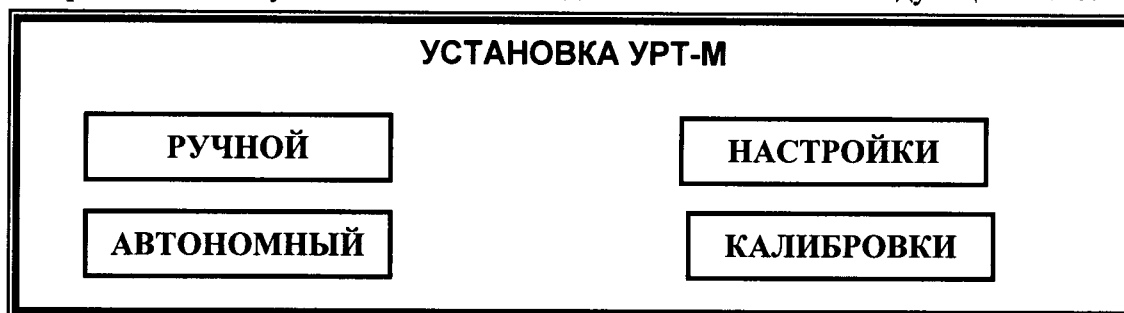 УСТАНОВКА УРТ-М
РУЧНОЙ
НАСТРОЙКИ
АВТОНОМНЫЙ
КАЛИБРОВКИ